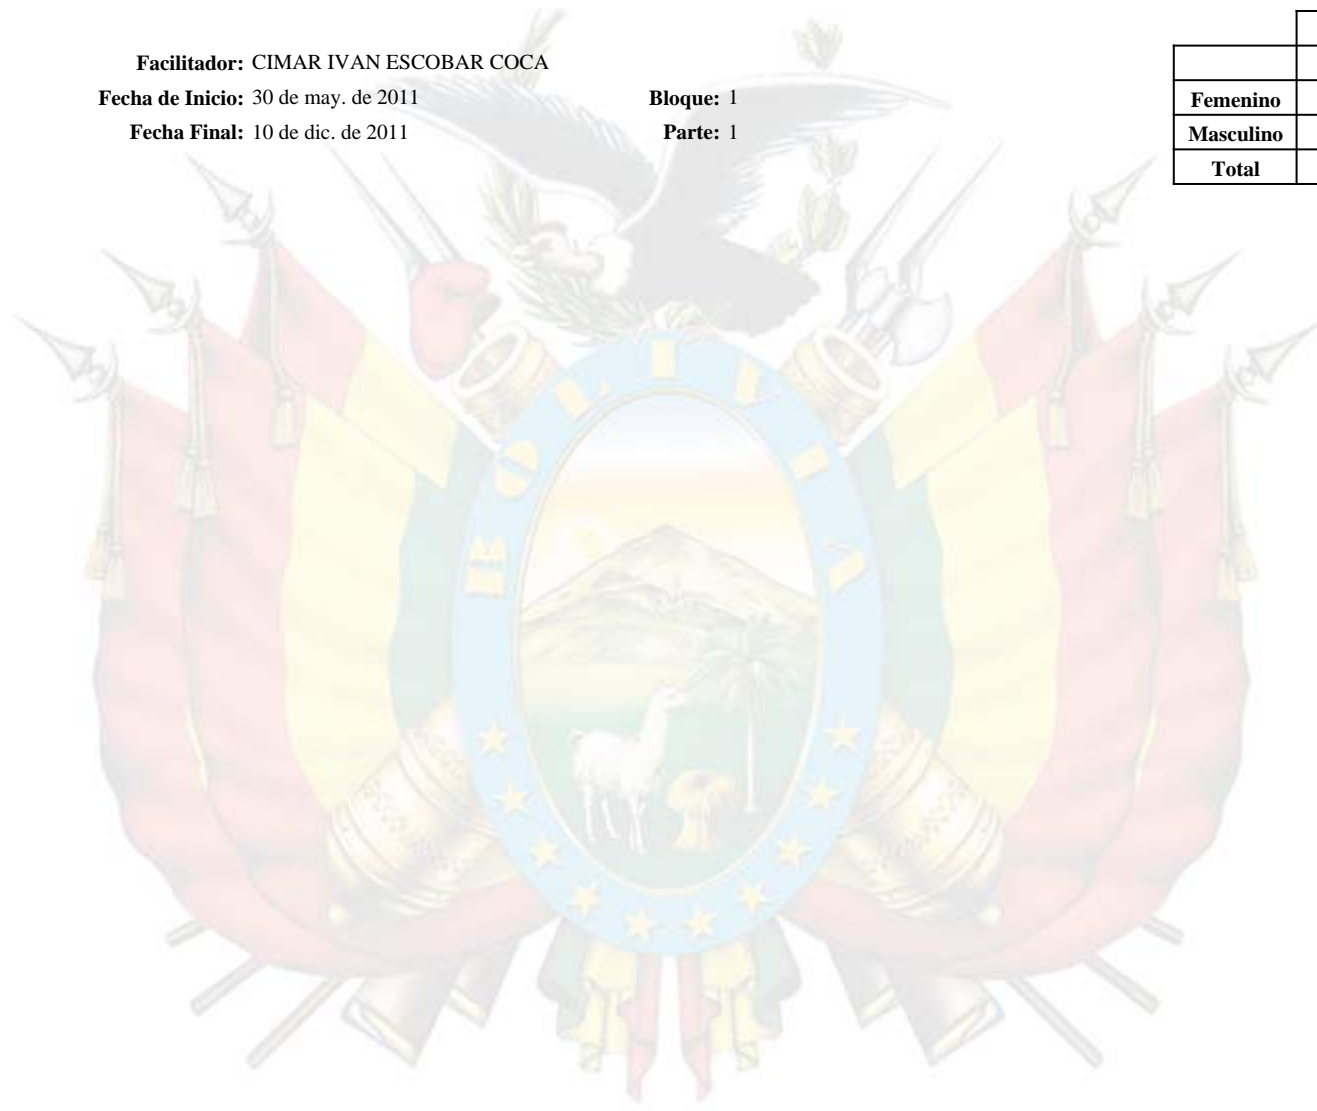 Facilitador: CIMAR IVAN ESCOBAR COCA
Fecha de Inicio: 30 de may. de 2011 Bloque: 1
Fecha Final: 10 de dic. de 2011 Parte: 1
Femenino
Masculino
Total
BOLIVIA